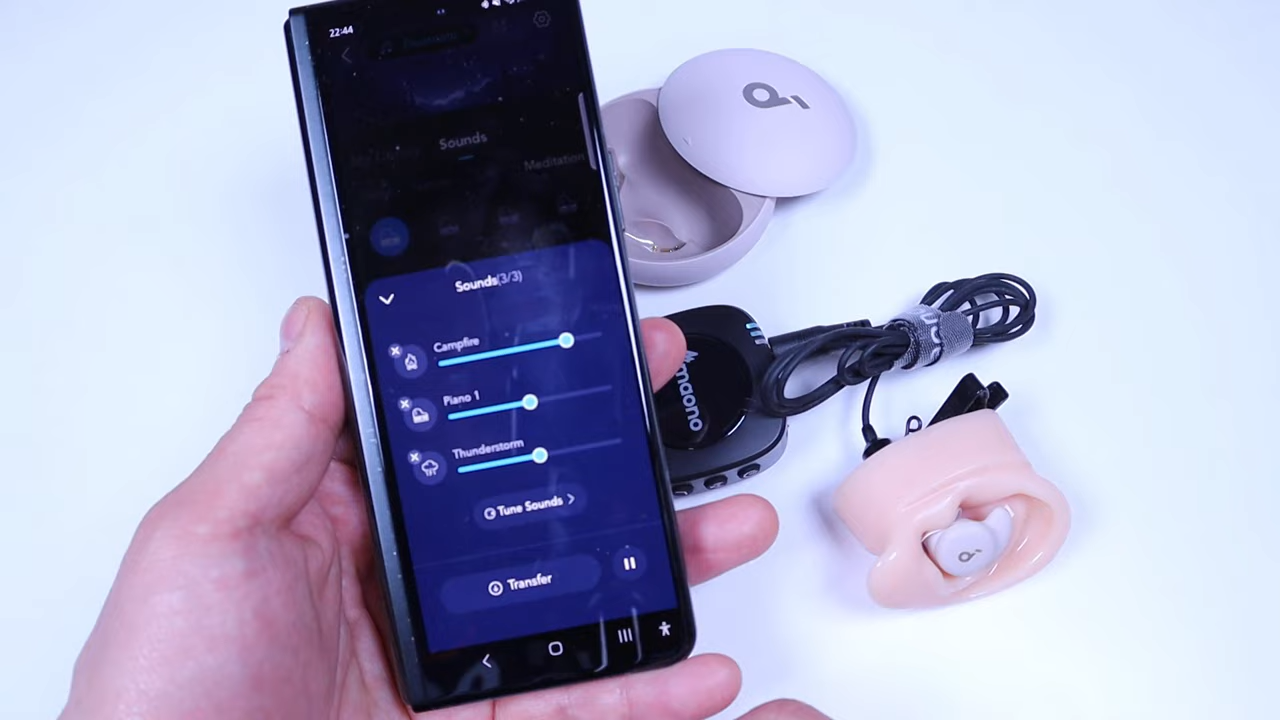 22:44
Sounds
Meditation
Sounds(3/3)
Campfire
Piano 1
Thunderstorm
Tune Sounds
Transfer
maono